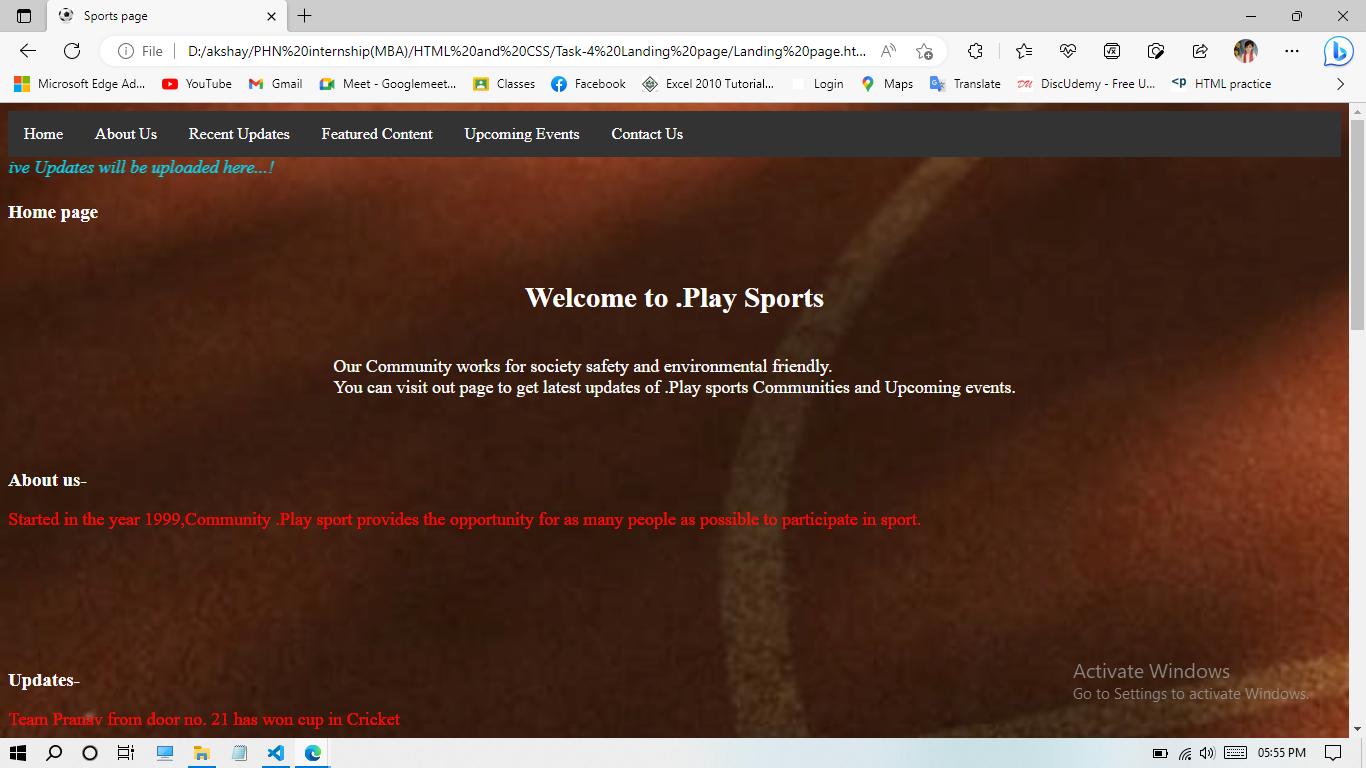 Sports page
File
D:/akshay/PHN%20internship(MBA)/HTML%20and%20CSS/Task-4%20Landing%20page/Landing%20page.ht...
Microsoft Edge Ad... YouTube Gmail Meet - Googlemeet... Classes Facebook Excel 2010 Tutorial... Login Maps Translate DU DiscUdemy - Free U... <p HTML practice
Home About Us Recent Updates Featured Content Upcoming Events Contact Us
ive Updates will be uploaded here...!
Home page
Welcome to .Play Sports
Our Community works for society safety and environmental friendly.
You can visit out page to get latest updates of .Play sports Communities and Upcoming events.
About us-
Started in the year 1999,Community .Play sport provides the opportunity for as many people as possible to participate in sport.
Updates-
Team Pranav from door no. 21 has won cup in Cricket
Activate Windows
Go to Settings to activate Windows.
05:55 PM